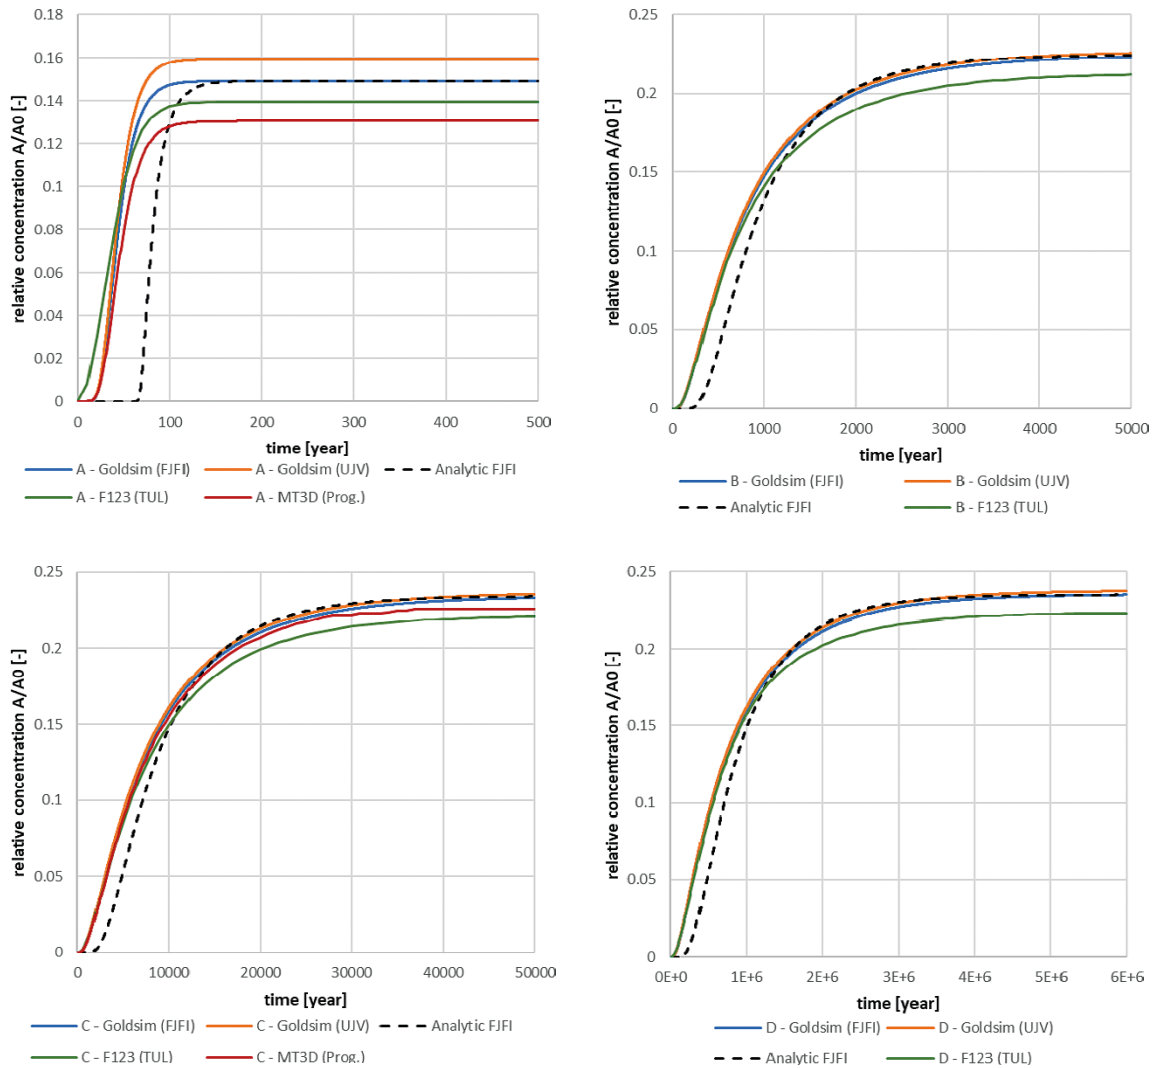 0.18
0.16
0.14
0.12
0.1
0.08
0.06
0.04
0.02
0
relative concentration A/A0 [-]
0 100 200 300 400 500
time [year]
A - Goldsim (FJFI) A - Goldsim (UJV) Analytic FJFI
A - F123 (TUL) A - MT3D (Prog.)
0.25
0.2
0.15
0.1
0.05
0
relative concentration A/A0 [-]
0 1000 2000 3000 4000 5000
time [year]
B - Goldsim (FJFI) B - Goldsim (UJV)
Analytic FJFI B - F123 (TUL)
0.25
0.2
0.15
0.1
0.05
0
relative concentration A/A0 [-]
0 10000 20000 30000 40000 50000
time [year]
C - Goldsim (FJFI) C - Goldsim (UJV) Analytic FJFI
C - F123 (TUL) C - MT3D (Prog.)
0.25
0.2
0.15
0.1
0.05
0
relative concentration A/A0 [-]
0E+0 1E+6 2E+6 3E+6 4E+6 5E+6 6E+6
time [year]
D - Goldsim (FJFI) D - Goldsim (UJV)
Analytic FJFI D - F123 (TUL)